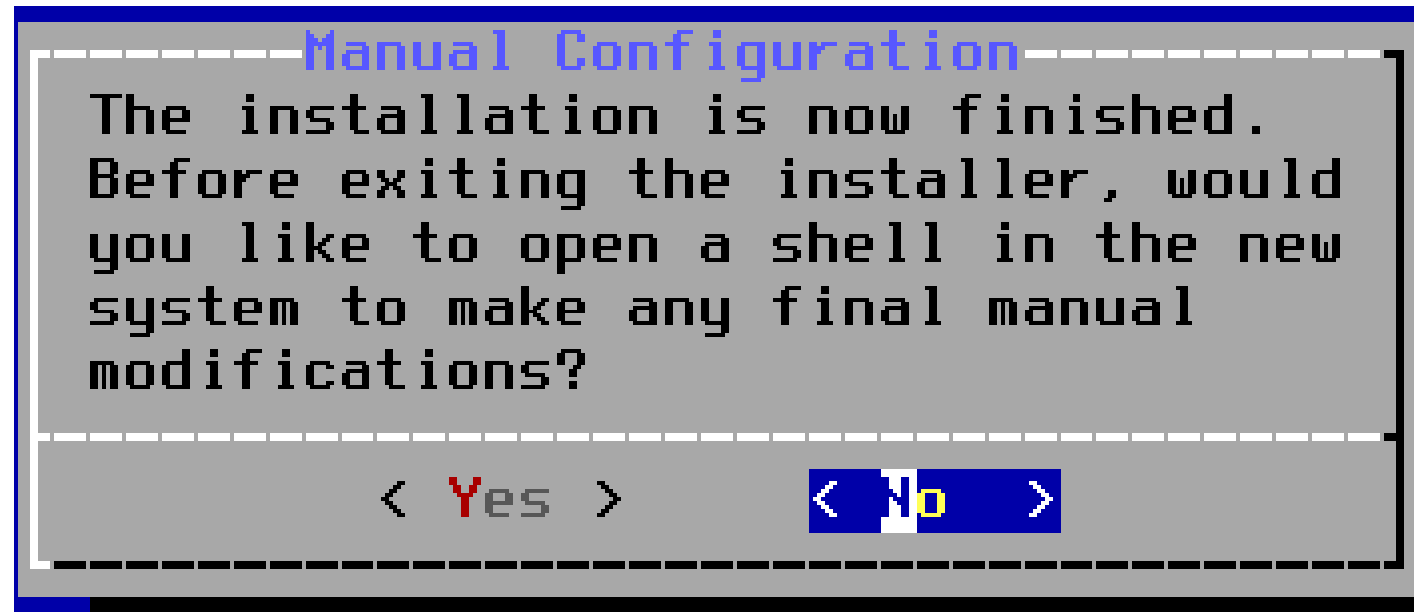 Manual Configuration
The installation is now finished.
Before exiting the installer, would
you like to open a shell in the new
system to make any final manual
modifications?
< Yes > < No >